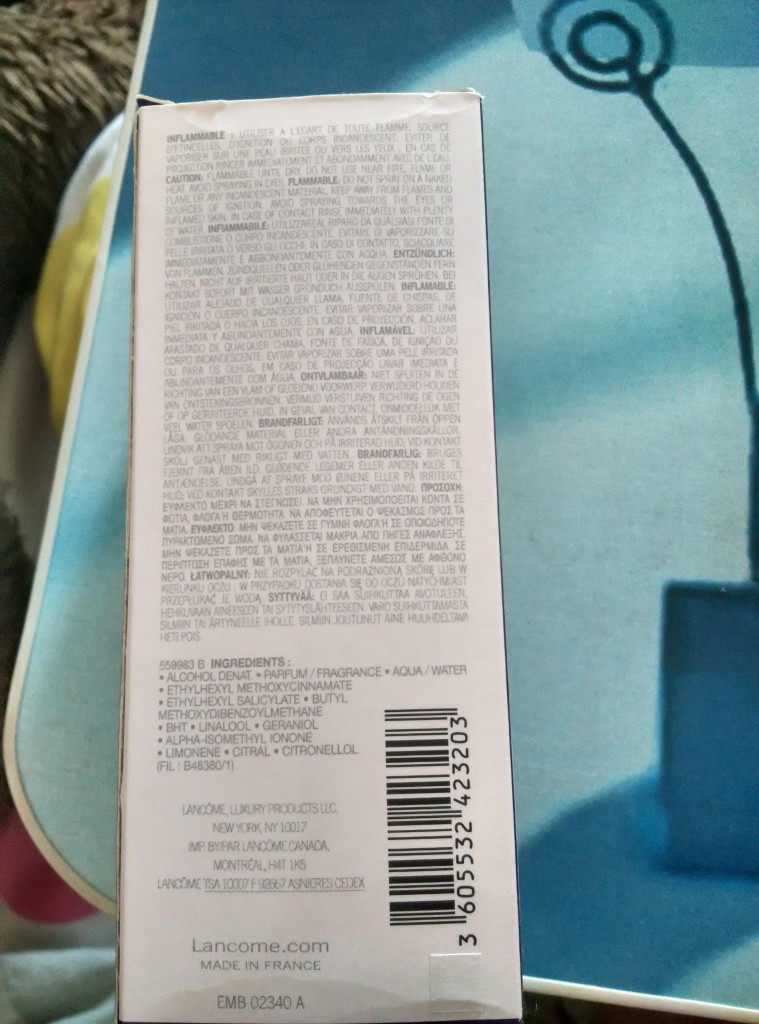 INFLAMMABLE : UTILISER À L'ÉCART DE TOUTE FLAMME, SOURCE
D'ÉTINCELLES, D'IGNITION OU CORPS INCANDESCENT. EVITER DE
VAPORISER SUR UNE PEAU IRRITÉE OU VERS LES YEUX . EN CAS DE
PROJECTION RINCER IMMEDIATEMENT ET ABONDAMMENT AVEC DE L'EAU.
CAUTION: FLAMMABLE UNTIL DRY. DO NOT USE NEAR FIRE, FLAME OR
HEAT. AVOID SPRAYING IN EYES. FLAMMABLE: DO NOT SPRAY ON A NAKED
FLAME OR ANY INCANDESCENT MATERIAL. KEEP AWAY FROM FLAMES AND
SOURCES OF IGNITION. AVOID SPRAYING TOWARDS THE EYES OR
INFLAMED SKIN. IN CASE OF CONTACT RINSE IMMEDIATELY WITH PLENTY
OF WATER. INFIAMMABILE: UTILIZZARE AL RIPARO DA QUALSIASI FONTE DI
COMBUSTIONE O CORPO INCANDESCENTE. EVITARE DI VAPORIZZARE SU
PELLE IRRITATA O VERSO GLI OCCHI. IN CASO DI CONTATTO, SCIACQUARE
IMMEDIATAMENTE E ABBONDANTEMENTE CON ACQUA. ENTZÜNDLICH:
VON FLAMMEN, ZÜNDQUELLEN ODER GLÜHENDEN GEGENSTÄNDEN FERN
HALTEN. NICHT AUF IRRITIERTE HAUT ODER IN DIE AUGEN SPRÜHEN. BEI
KONTAKT SOFORT MIT WASSER GRÜNDLICH AUSSPÜLEN. INFLAMABLE:
UTILIZAR ALEJADO DE CUALQUIER LLAMA, FUENTE DE CHISPAS, DE
IGNICIÓN O CUERPO INCANDESCENTE. EVITAR VAPORIZAR SOBRE UNA
PIEL IRRITADA O HACIA LOS OJOS. EN CASO DE PROYECCIÓN, ACLARAR
INMEDIATA Y ABUNDANTEMENTE CON AGUA. INFLAMÁVEL: UTILIZAR
AFASTADO DE QUALQUER CHAMA, FONTE DE FAÍSCA, DE IGNIÇÃO OU
CORPO INCANDESCENTE. EVITAR VAPORIZAR SOBRE UMA PELE IRRITADA
OU PARA OS OLHOS. EM CASO DE PROJECÇÃO LAVAR IMEDIATA E
ABUNDANTEMENTE COM ÁGUA. ONTVLAMBAAR: NIET SPUITEN IN DE
RICHTING VAN EEN VLAM OF GLOEIEND VOORWERP. VERWIJDERD HOUDEN
VAN ONTSTEKINGSBRONNEN. VERMIJD VERSTUIVEN RICHTING DE OGEN
OF OP GEÏRRITEERDE HUID. IN GEVAL VAN CONTACT, ONMIDDELLIJK MET
VEEL WATER SPOELEN. BRANDFARLIGT: ANVÄNDS ÅTSKILT FRÅN ÖPPEN
LÅGA, GLÖDANDE MATERIAL ELLER ANDRA ANTÄNDNINGSKÄLLOR.
UNDVIK ATT SPRAYA MOT ÖGONEN OCH PÅ IRRITERAD HUD. VID KONTAKT
SKÖLJ GENAST MED RIKLIGT MED VATTEN. BRANDFARLIG: BRUGES
FJERNT FRA ÅBEN ILD, GLØDENDE LEGEMER ELLER ANDEN KILDE TIL
ANTÆNDELSE. UNDGÅ AT SPRAYE MOD ØJNENE ELLER PÅ IRRITERET
HUD; VED KONTAKT SKYLLES STRAKS GRUNDIGT MED VAND. ΠΡΟΣΟΧΗ:
ΕΥΦΛΕΚΤΟ ΜΕΧΡΙ ΝΑ ΣΤΕΓΝΩΣΕΙ. ΝΑ ΜΗΝ ΧΡΗΣΙΜΟΠΟΙΕΙΤΑΙ ΚΟΝΤΑ ΣΕ
ΦΩΤΙΑ, ΦΛΟΓΑ Ή ΘΕΡΜΟΤΗΤΑ. ΝΑ ΑΠΟΦΕΥΓΕΤΑΙ Ο ΨΕΚΑΣΜΟΣ ΠΡΟΣ ΤΑ
ΜΑΤΙΑ. ΕΥΦΛΕΚΤΟ: ΜΗΝ ΨΕΚΑΖΕΤΕ ΣΕ ΓΥΜΝΗ ΦΛΟΓΑ Ή ΣΕ ΟΠΟΙΟΔΗΠΟΤΕ
ΠΥΡΑΚΤΩΜΕΝΟ ΣΩΜΑ. ΝΑ ΦΥΛΑΣΣΕΤΑΙ ΜΑΚΡΙΑ ΑΠΟ ΠΗΓΕΣ ΑΝΑΦΛΕΞΗΣ.
ΜΗΝ ΨΕΚΑΖΕΤΕ ΠΡΟΣ ΤΑ ΜΑΤΙΑ Ή ΣΕ ΕΡΕΘΙΣΜΕΝΗ ΕΠΙΔΕΡΜΙΔΑ. ΣΕ
ΠΕΡΙΠΤΩΣΗ ΕΠΑΦΗΣ ΜΕ ΤΑ ΜΑΤΙΑ, ΞΕΠΛΥΝΕΤΕ ΑΜΕΣΩΣ ΜΕ ΑΦΘΟΝΟ
ΝΕΡΟ. ŁATWOPALNY: NIE ROZPYLAĆ NA PODRAŻNIONĄ SKÓRĘ LUB W
KIERUNKU OCZU ; W PRZYPADKU DOSTANIA SIĘ DO OCZU NATYCHMIAST
PRZEPŁUKAĆ JE WODĄ. SYTTYVÄÄ: EI SAA SUIHKUTTAA AVOTULEEN,
HEHKUVAAN AINEESEEN TAI SYTYTYSLÄHTEESEEN. VARO SUIHKUTTAMASTA
SILMIIN TAI ÄRTYNEELLE IHOLLE. SILMIIN JOUTUNUT AINE HUUHDELTAVA
HETI POIS.
559983 B INGREDIENTS :
• ALCOHOL DENAT. • PARFUM / FRAGRANCE • AQUA / WATER
• ETHYLHEXYL METHOXYCINNAMATE
• ETHYLHEXYL SALICYLATE • BUTYL
METHOXYDIBENZOYLMETHANE
• BHT • LINALOOL • GERANIOL
• ALPHA-ISOMETHYL IONONE
• LIMONENE • CITRAL • CITRONELLOL
(FIL : B48380/1)
LANCÔME, LUXURY PRODUCTS LLC,
NEW YORK, NY 10017
IMP. BY/PAR LANCÔME CANADA,
MONTRÉAL, H4T 1K5
LANCÔME TSA 10007 F 92667 ASNIERES CEDEX
Lancome.com
MADE IN FRANCE
EMB 02340 A
3 605532 423203